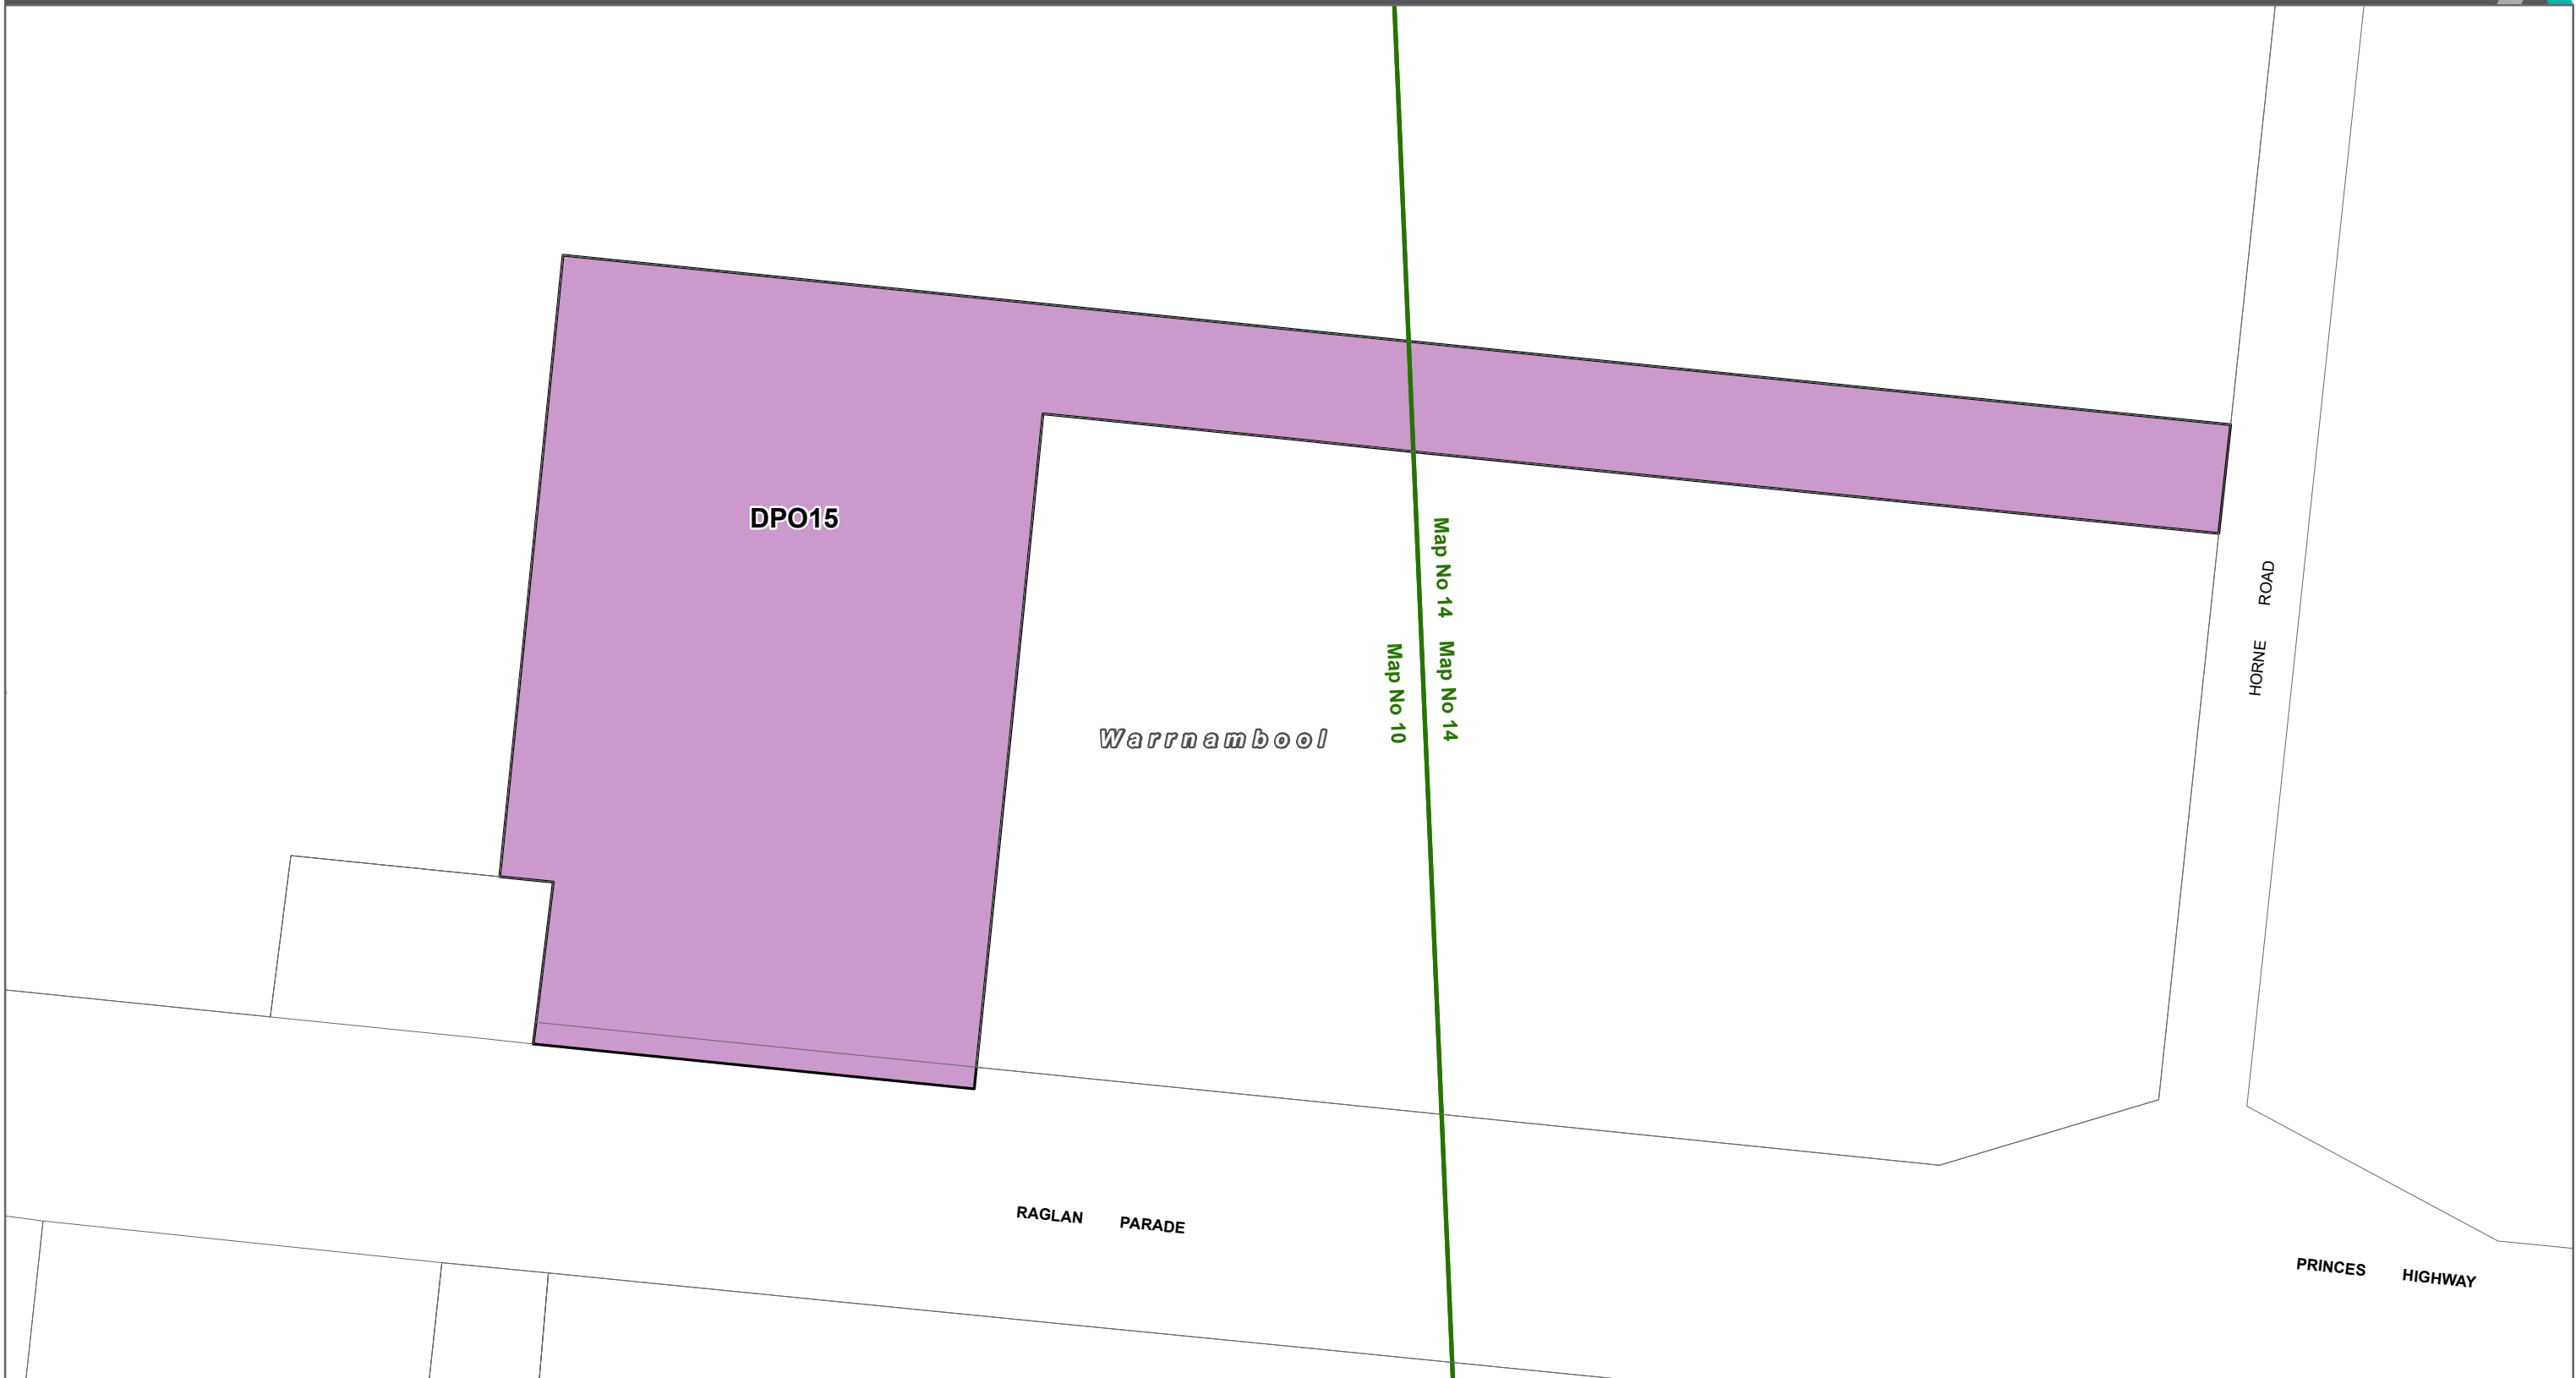 DPO15
Map No 14
Map No 14
Map No 10
ROAD
HORNE
Warrnambool
RAGLAN PARADE
PRINCES HIGHWAY